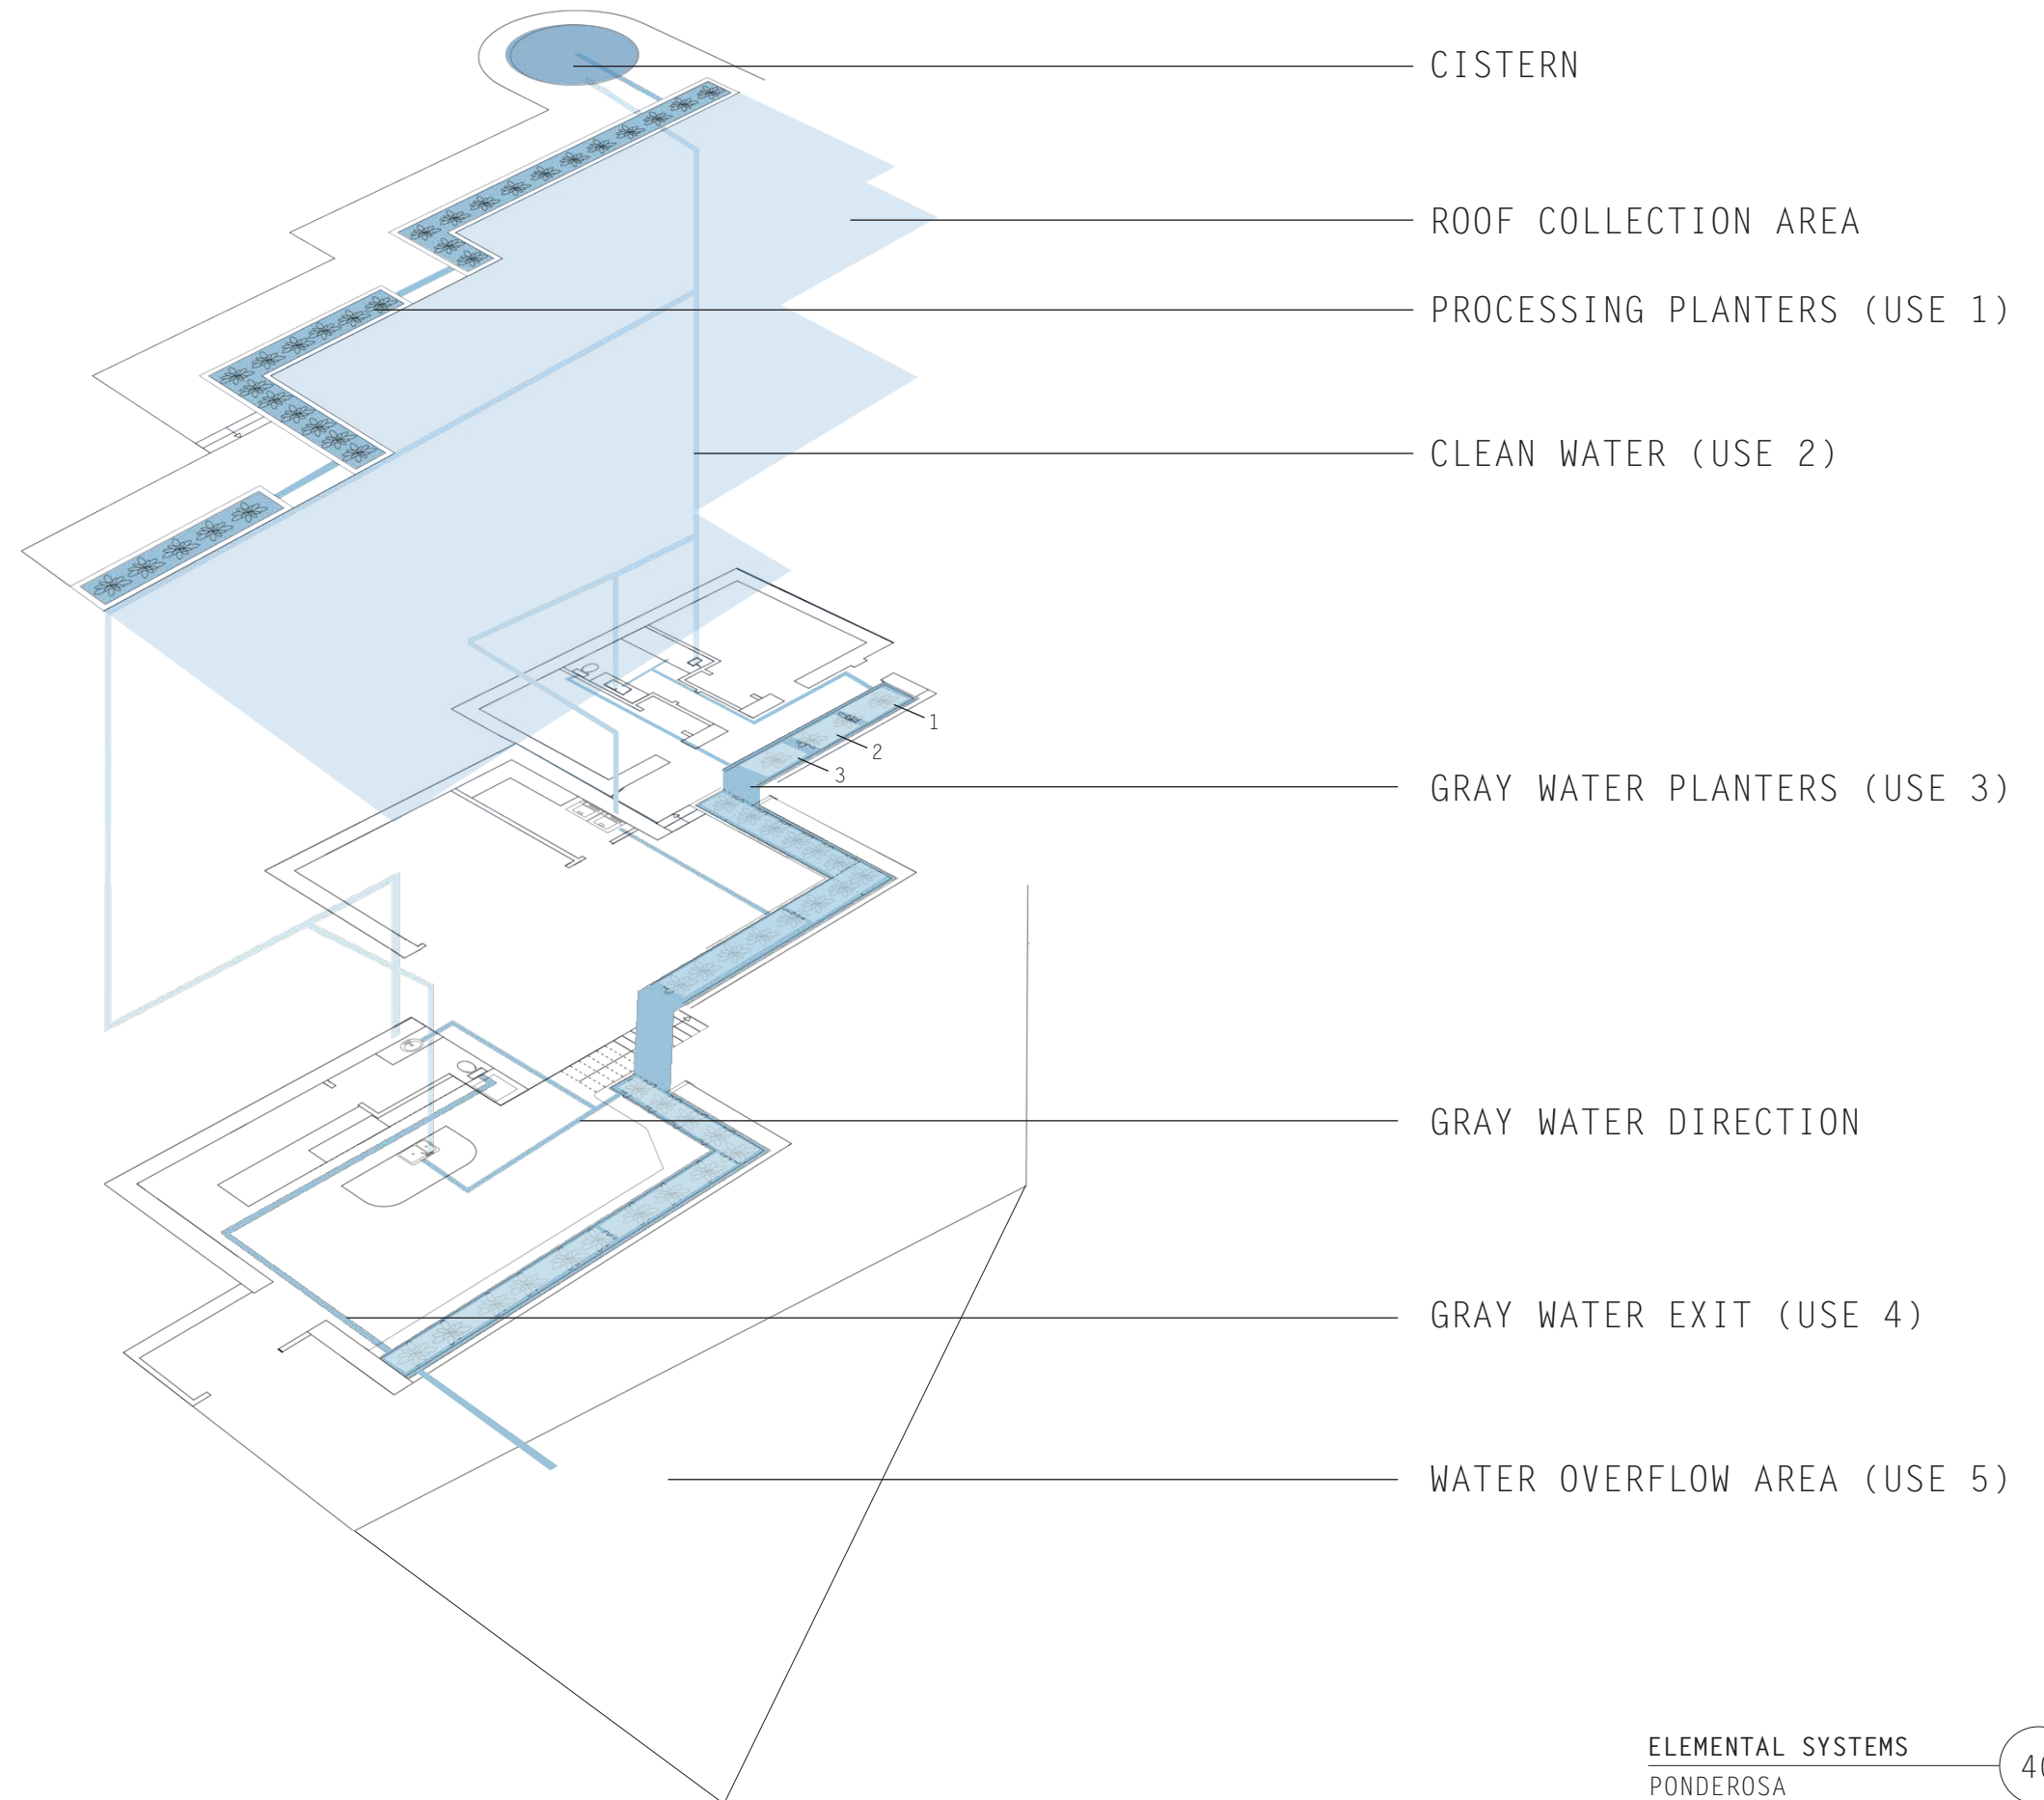 CISTERN
ROOF COLLECTION AREA
PROCESSING PLANTERS (USE 1)
CLEAN WATER (USE 2)
1
2
3
GRAY WATER PLANTERS (USE 3)
GRAY WATER DIRECTION
GRAY WATER EXIT (USE 4)
WATER OVERFLOW AREA (USE 5)
ELEMENTAL SYSTEMS
PONDEROSA